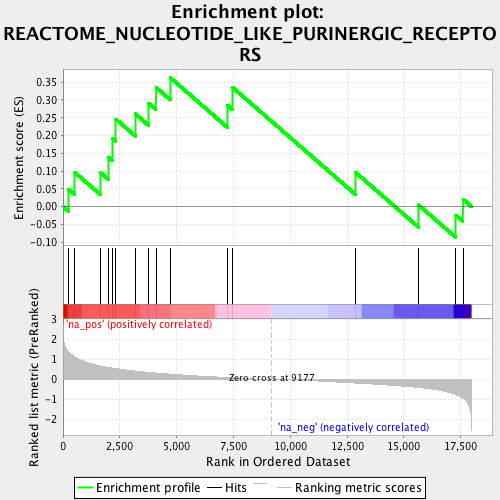 Enrichment plot:
REACTOME_NUCLEOTIDE_LIKE_PURINERGIC_RECEPTO
RS
Enrichment score (ES)
0.35
0.30
0.25
0.20
0.15
0.10
0.05
0.00
-0.05
-0.10
Ranked list metric (PreRanked)
3
2
1
0
-1
-2
'na_pos' (positively correlated)
Zero cross at 9177
'na_neg' (negatively correlated)
0
2,500
5,000
7,500
10,000
12,500
15,000
17,500
Rank in Ordered Dataset
Enrichment profile
Hits
Ranking metric scores